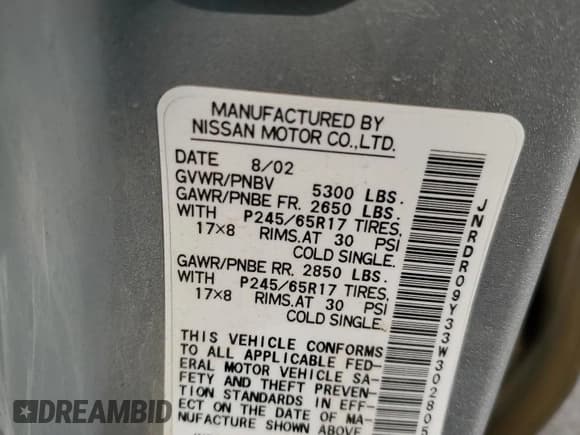 MANUFACTURED BY
NISSAN MOTOR CO.,LTD.
DATE 8/02
GVWR/PNBV 5300 LBS.
GAWR/PNBE FR. 2650 LBS.
WITH P245/65R17 TIRES,
17×8 RIMS.AT 30 PSI
COLD SINGLE.
GAWR/PNBE RR. 2850 LBS.
WITH P245/65R17 TIRES,
17×8 RIMS.AT 30 PSI
COLD SINGLE.
THIS VEHICLE CONFORMS
TO ALL APPLICABLE FED-
ERAL MOTOR VEHICLE SA-
FETY AND THEFT PREVEN-
TION STANDARDS IN EFF-
ECT ON THE DATE OF MA-
NUFACTURE SHOWN ABOVE
JNRDR09Y33W302805
DREAMBID